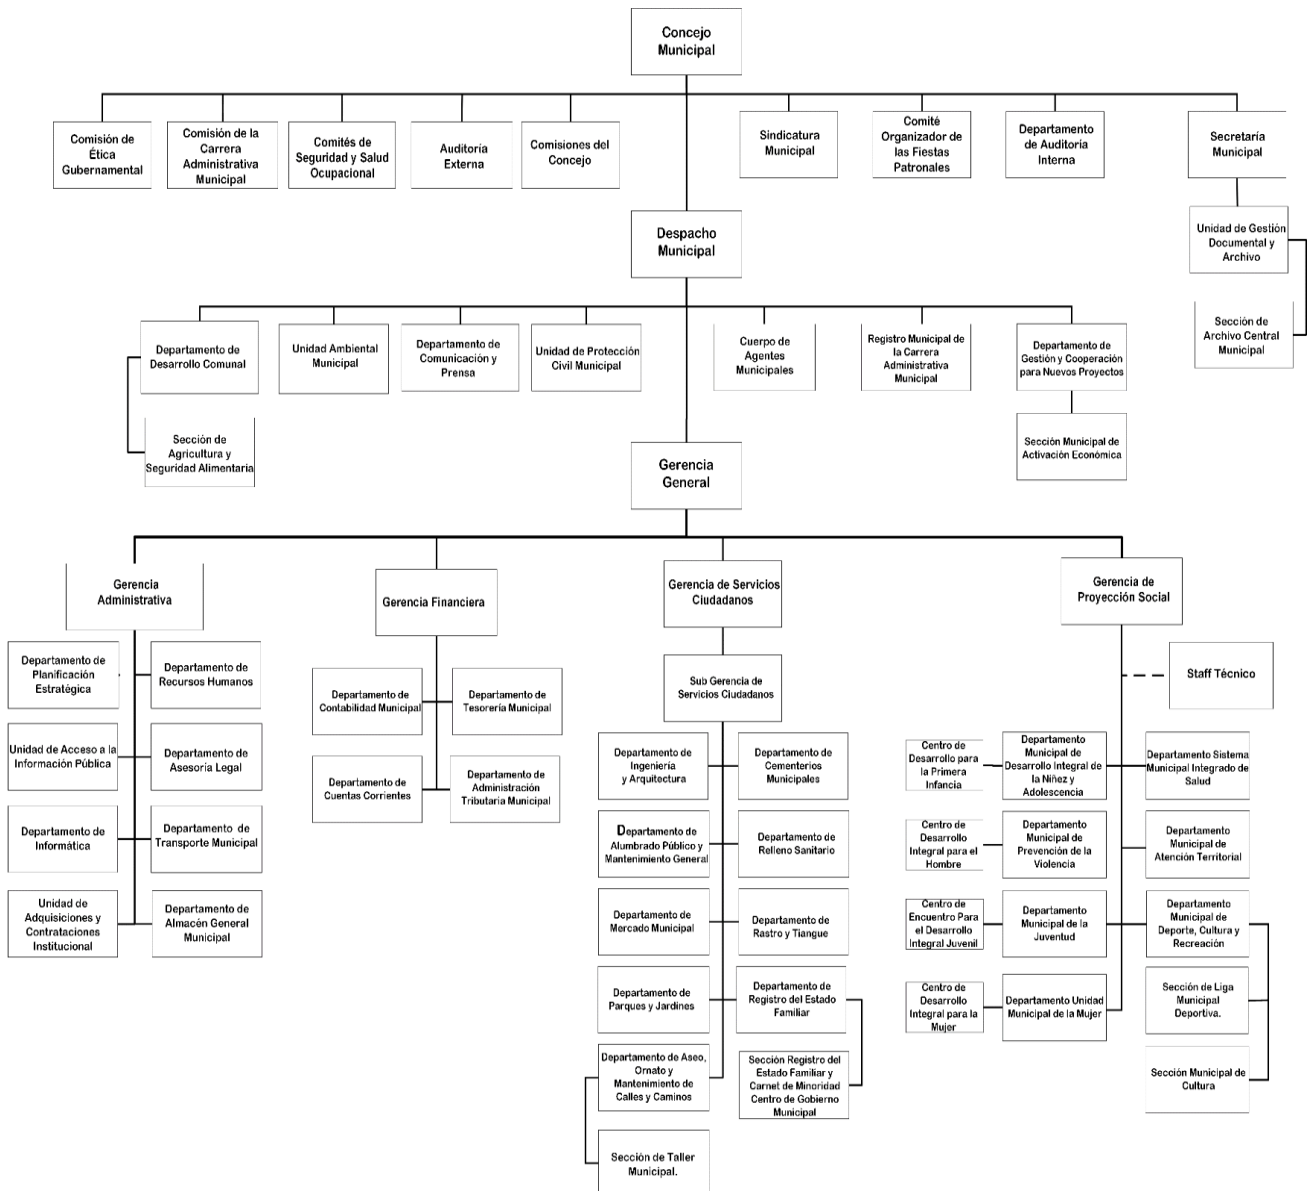 Concejo
Municipal
Comisión de
Ética
Gubernamental
Comisión de la
Carrera
Administrativa
Municipal
Comités de
Seguridad y Salud
Ocupacional
Auditoría
Externa
Comisiones del
Concejo
Sindicatura
Municipal
Comité
Organizador de
las Fiestas
Patronales
Departamento
de Auditoria
Interna
Secretaría
Municipal
Unidad de Gestión
Documental y
Archivo
Sección de
Archivo Central
Municipal
Despacho
Municipal
Departamento de
Desarrollo Comunal
Unidad Ambiental
Municipal
Departamento de
Comunicación y
Prensa
Unidad de Protección
Civil Municipal
Cuerpo de
Agentes
Municipales
Registro Municipal de
la Carrera
Administrativa
Municipal
Departamento de
Gestión y Cooperación
para Nuevos Proyectos
Sección de
Agricultura y
Seguridad Alimentaria
Sección Municipal de
Activación Económica
Gerencia
General
Gerencia
Administrativa
Departamento de
Planificación
Estratégica
Departamento de
Recursos Humanos
Unidad de Acceso a la
Información Pública
Departamento de
Asesoría Legal
Departamento de
Informática
Departamento de
Transporte Municipal
Unidad de
Adquisiciones y
Contrataciones
Institucional
Departamento de
Almacén General
Municipal
Gerencia Financiera
Departamento de
Contabilidad Municipal
Departamento de
Tesorería Municipal
Departamento de
Cuentas Corrientes
Departamento de
Administración
Tributaria Municipal
Gerencia de Servicios
Ciudadanos
Sub Gerencia de
Servicios Ciudadanos
Departamento de
Ingeniería
y Arquitectura
Departamento de
Cementerios
Municipales
Departamento de
Alumbrado Público y
Mantenimiento General
Departamento de
Relleno Sanitario
Departamento de
Mercado Municipal
Departamento de
Rastro y Tiangue
Departamento de
Parques y Jardines
Departamento de
Registro del Estado
Familiar
Departamento de Aseo,
Ornato y
Mantenimiento de
Calles y Caminos
Sección Registro del
Estado Familiar y
Carnet de Minoridad
Centro de Gobierno
Municipal
Sección de Taller
Municipal.
Gerencia de
Proyección Social
Staff Técnico
Centro de
Desarrollo para
la Primera
Infancia
Departamento
Municipal de
Desarrollo Integral de
la Niñez y
Adolescencia
Departamento Sistema
Municipal Integrado de
Salud
Centro de
Desarrollo
Integral para el
Hombre
Departamento
Municipal de
Prevención de la
Violencia
Departamento
Municipal de
Atención Territorial
Centro de
Encuentro Para
el Desarrollo
Integral Juvenil
Departamento
Municipal de la
Juventud
Departamento
Municipal de
Deporte, Cultura y
Recreación
Centro de
Desarrollo
Integral para la
Mujer
Departamento Unidad
Municipal de la Mujer
Sección de Liga
Municipal
Deportiva.
Sección Municipal de
Cultura